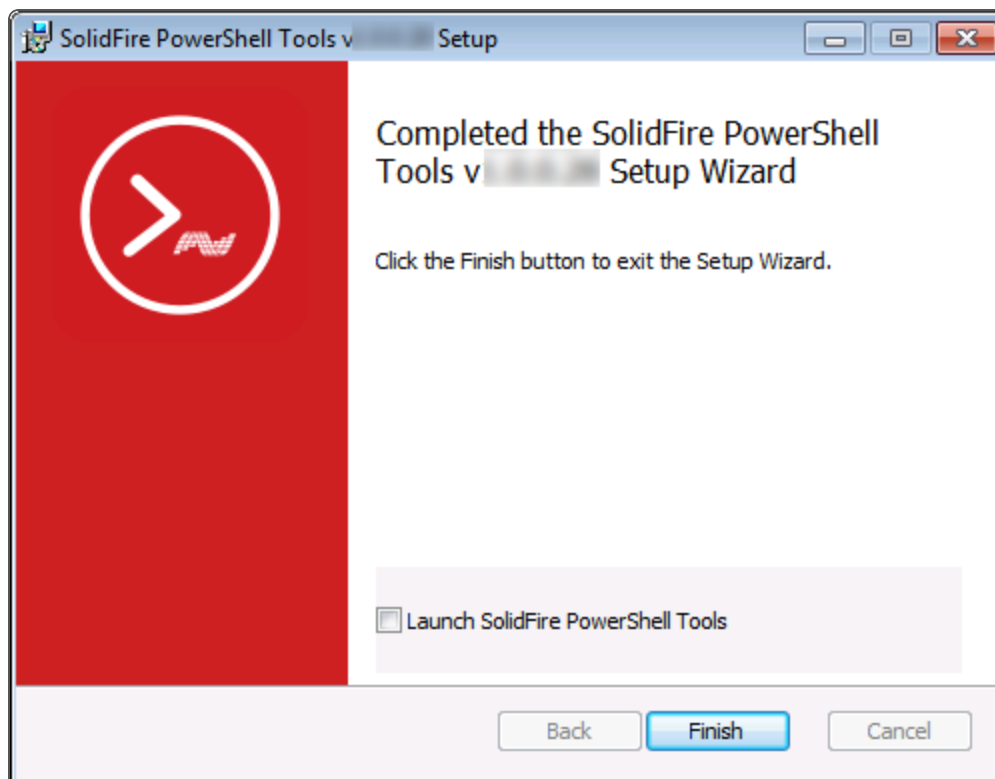 SolidFire PowerShell Tools v Setup
Completed the SolidFire PowerShell
Tools v Setup Wizard
Click the Finish button to exit the Setup Wizard.
Launch SolidFire PowerShell Tools
Back Finish Cancel